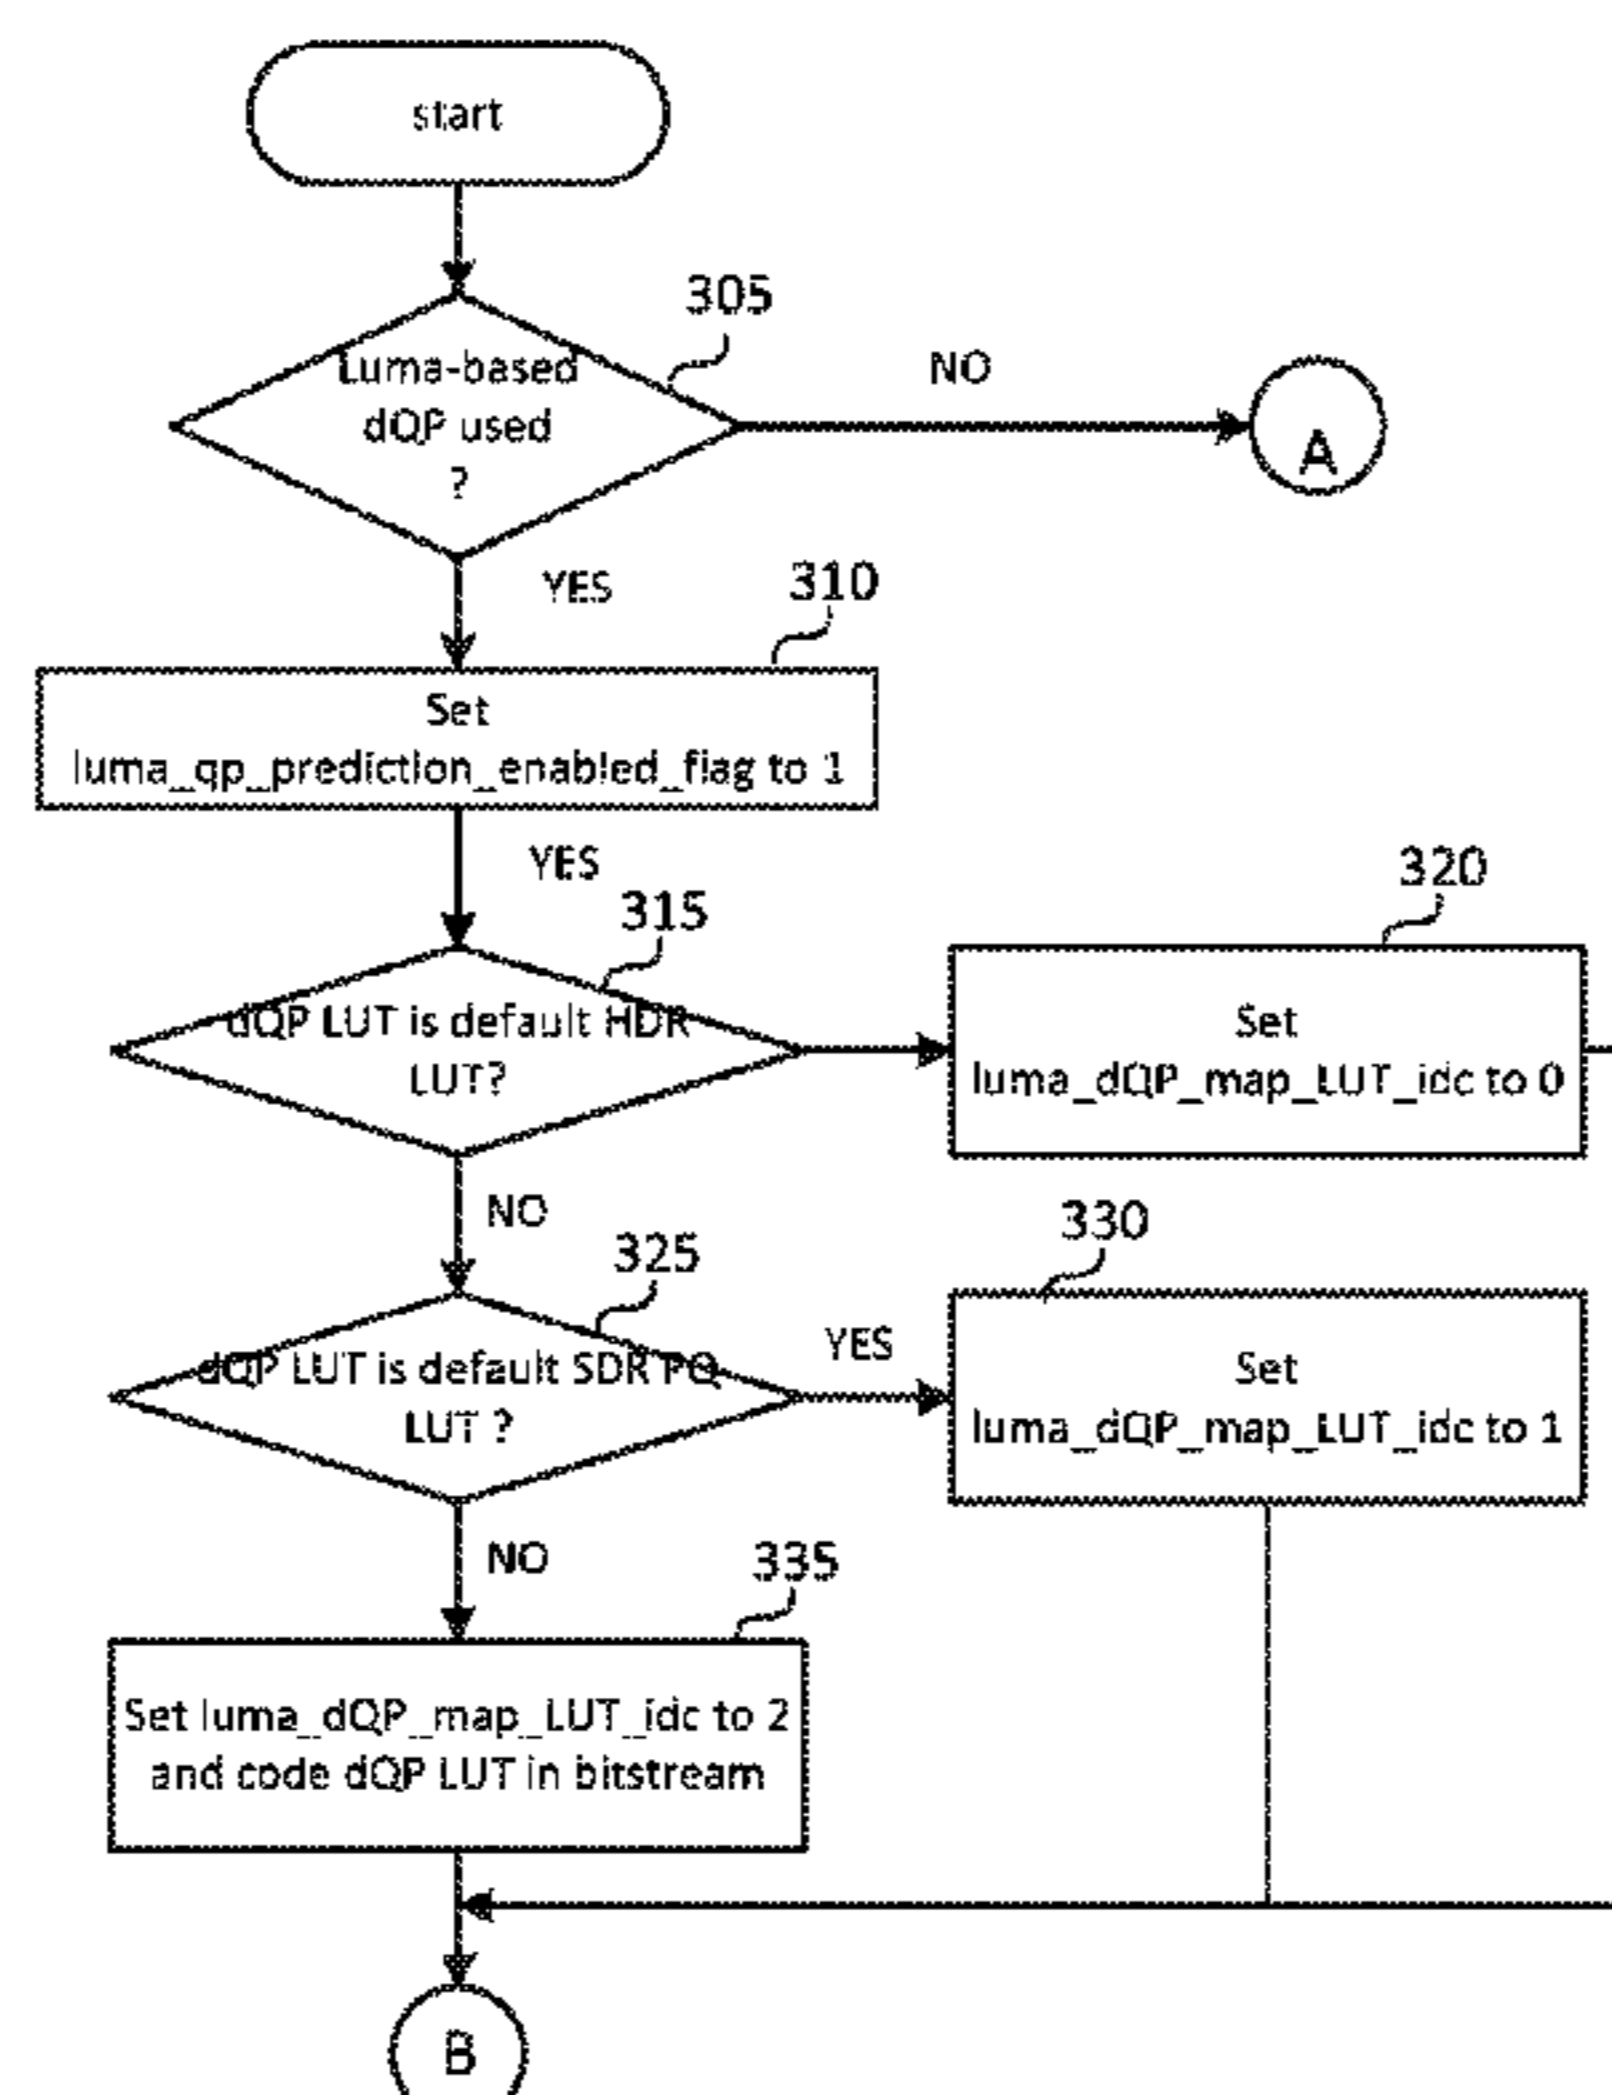 start
305
Luma-based
dQP used
?
NO
A
YES
310
Set
luma_qp_prediction_enabled_flag to 1
YES
315
320
dQP LUT is default HDR
LUT?
Set
luma_dQP_map_LUT_idc to 0
NO
325
330
dQP LUT is default SDR PQ
LUT ?
YES
Set
luma_dQP_map_LUT_idc to 1
NO
335
Set luma_dQP_map_LUT_idc to 2
and code dQP LUT in bitstream
B